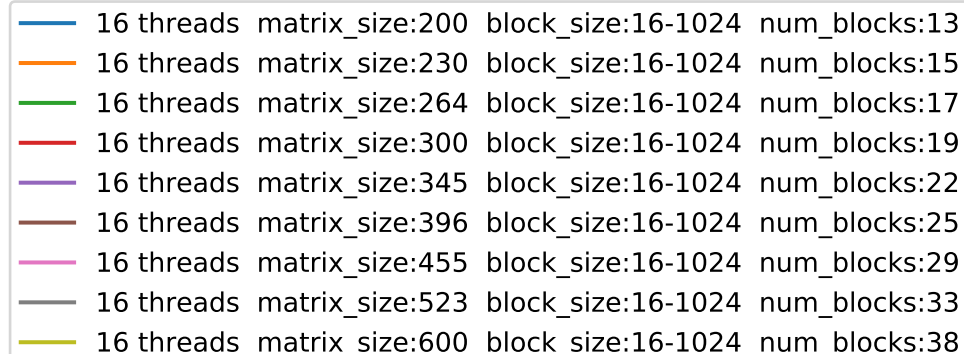 16 threads  matrix_size:200  block_size:16-1024  num_blocks:13
16 threads  matrix_size:230  block_size:16-1024  num_blocks:15
16 threads  matrix_size:264  block_size:16-1024  num_blocks:17
16 threads  matrix_size:300  block_size:16-1024  num_blocks:19
16 threads  matrix_size:345  block_size:16-1024  num_blocks:22
16 threads  matrix_size:396  block_size:16-1024  num_blocks:25
16 threads  matrix_size:455  block_size:16-1024  num_blocks:29
16 threads  matrix_size:523  block_size:16-1024  num_blocks:33
16 threads  matrix_size:600  block_size:16-1024  num_blocks:38